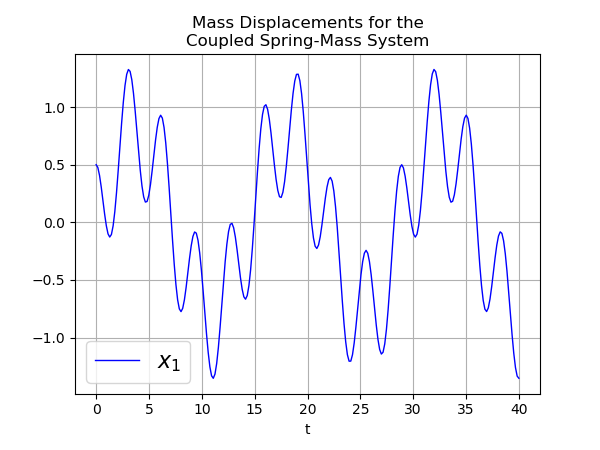 Mass Displacements for the
Coupled Spring-Mass System
1.0
0.5
0.0
−0.5
−1.0
x₁
0 5 10 15 20 25 30 35 40
t